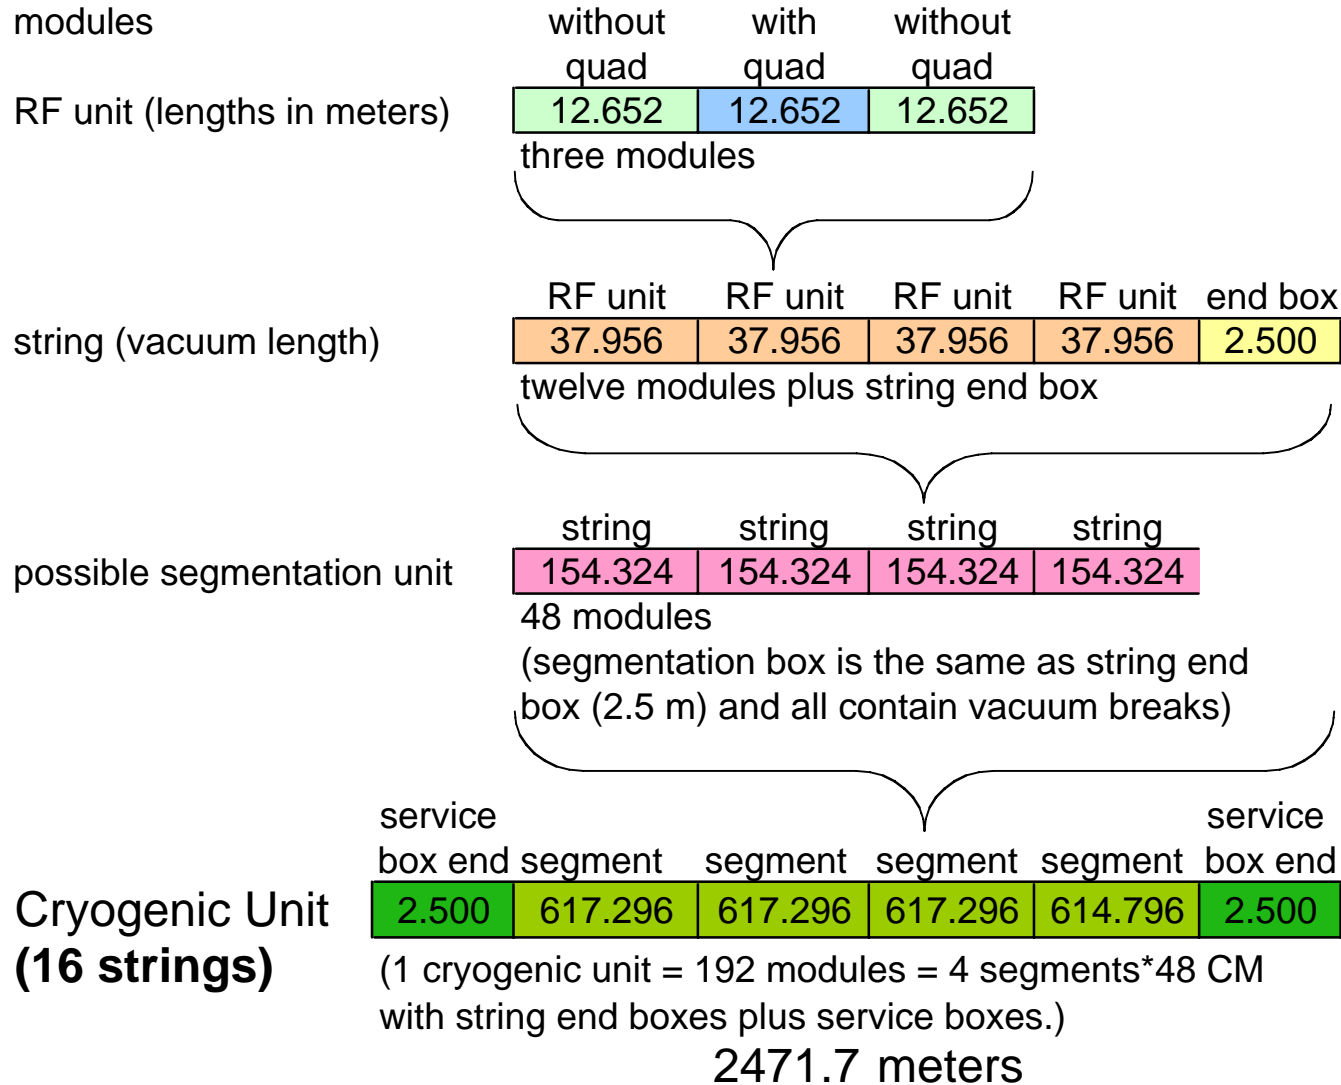 modules
without with without
quad quad quad
RF unit (lengths in meters) 12.652 12.652 12.652
three modules
RF unit RF unit RF unit RF unit end box
string (vacuum length) 37.956 37.956 37.956 37.956 2.500
twelve modules plus string end box
string string string string
possible segmentation unit 154.324 154.324 154.324 154.324
48 modules
(segmentation box is the same as string end
box (2.5 m) and all contain vacuum breaks)
service service
box end segment segment segment segment box end
Cryogenic Unit 2.500 617.296 617.296 617.296 614.796 2.500
(16 strings) (1 cryogenic unit = 192 modules = 4 segments*48 CM
with string end boxes plus service boxes.)
2471.7 meters